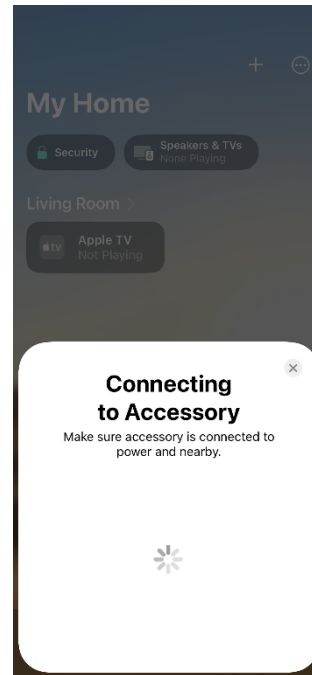 My Home
Security
Speakers & TVs
None Playing
Living Room >
tv
Apple TV
Not Playing
Connecting
to Accessory
Make sure accessory is connected to
power and nearby.